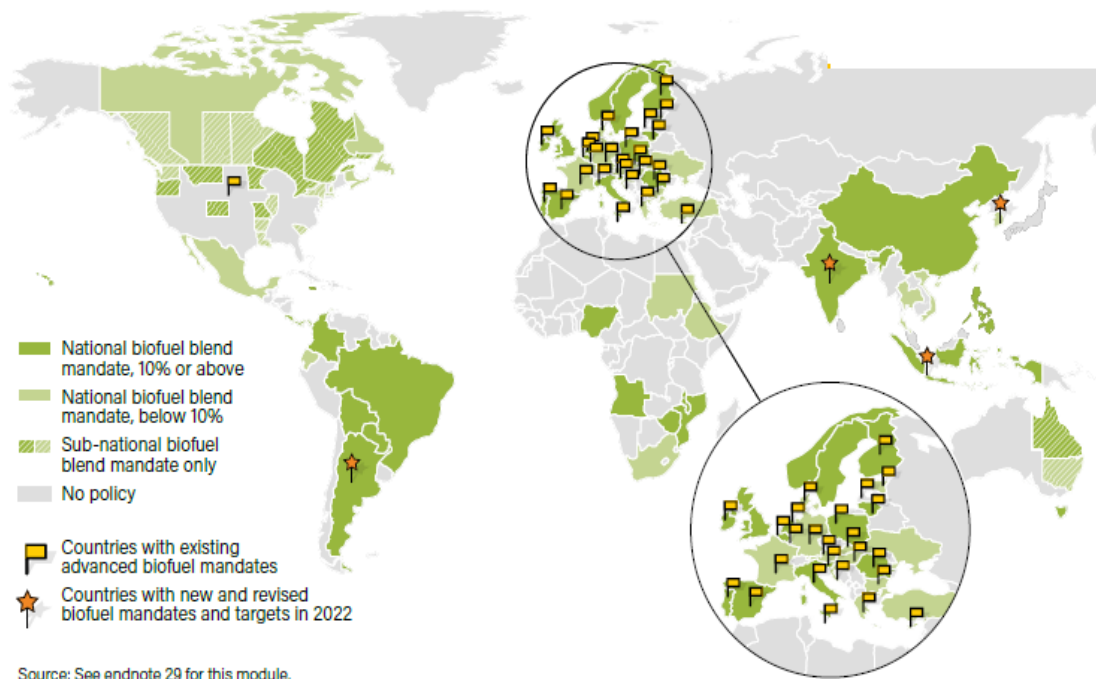 National biofuel blend
mandate, 10% or above
National biofuel blend
mandate, below 10%
Sub-national biofuel
blend mandate only
No policy
Countries with existing
advanced biofuel mandates
Countries with new and revised
biofuel mandates and targets in 2022
Source: See endnote 29 for this module.